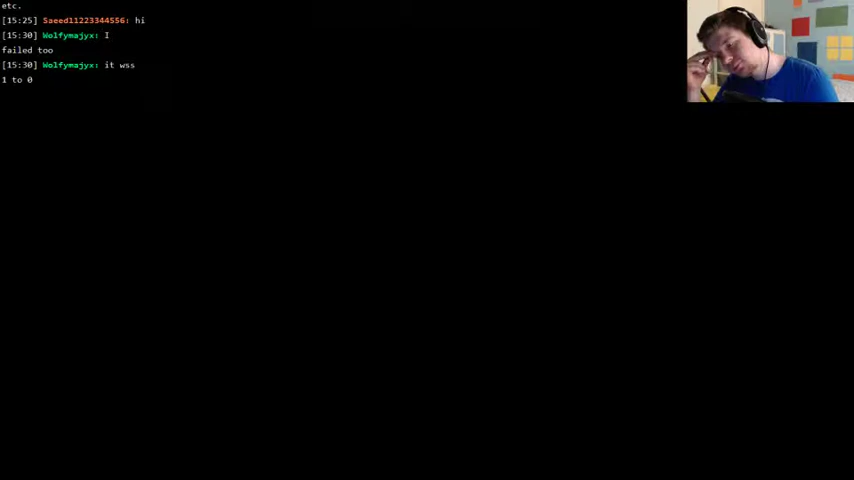 etc.
[15:25] Saeed11223344556: hi
[15:30] Wolfymajyx: I
failed too
[15:30] Wolfymajyx: it wss
1 to 0